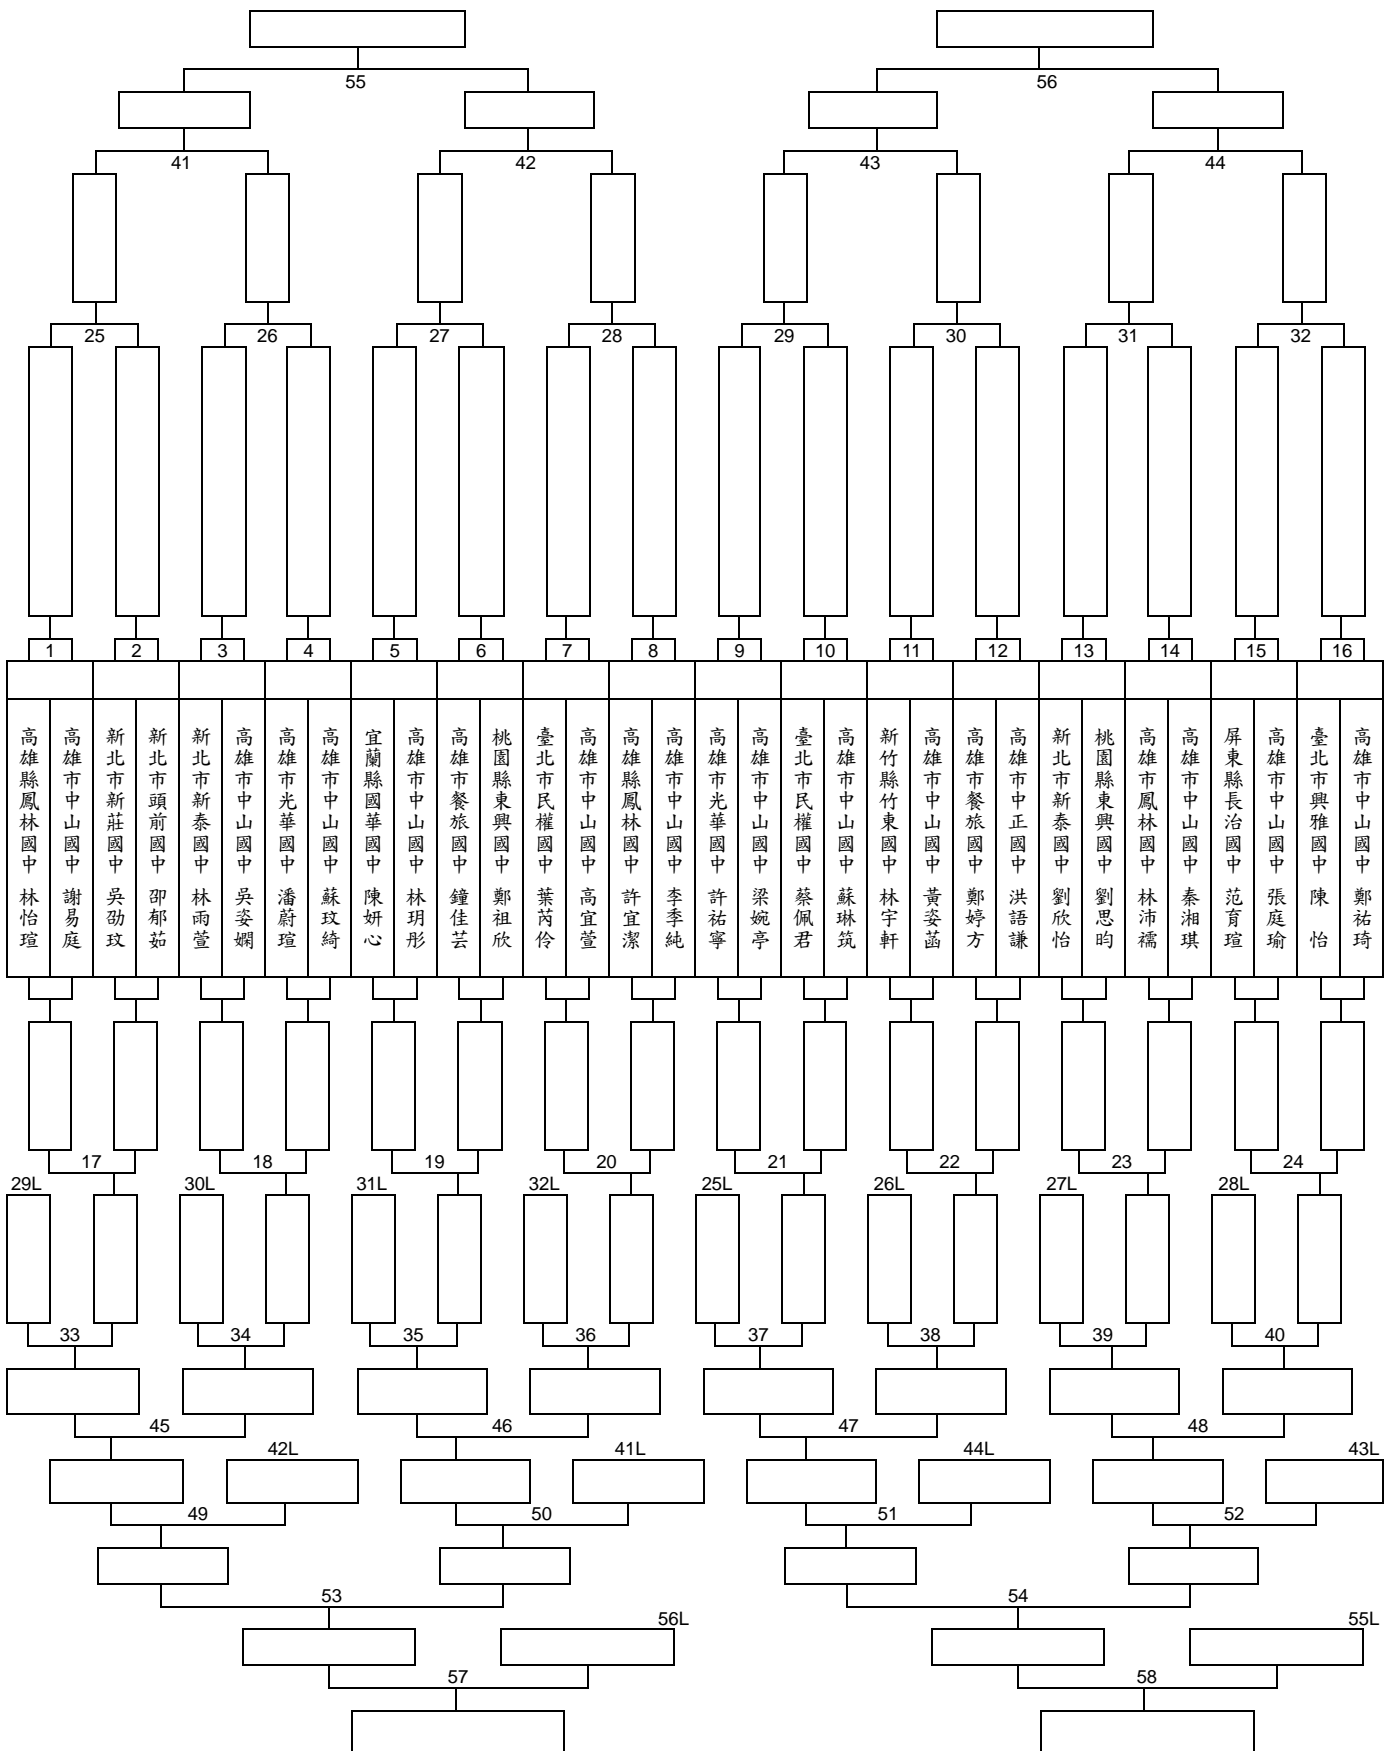 55
56
41
42
43
44
25
26
27
28
29
30
31
32
1
2
3
4
5
6
7
8
9
10
11
12
13
14
15
16
高雄縣鳳林國中 林怡瑄
高雄市中山國中 謝易庭
新北市新莊國中 吳劭玟
新北市頭前國中 卲郁茹
新北市新泰國中 林雨萱
高雄市中山國中 吳姿嫻
高雄市光華國中 潘蔚瑄
高雄市中山國中 蘇玟綺
宜蘭縣國華國中 陳妍心
高雄市中山國中 林玥彤
高雄市餐旅國中 鐘佳芸
桃園縣東興國中 鄭祖欣
臺北市民權國中 葉芮伶
高雄市中山國中 高宜萱
高雄縣鳳林國中 許宜潔
高雄市中山國中 李季純
高雄市光華國中 許祐寧
高雄市中山國中 梁婉亭
臺北市民權國中 蔡佩君
高雄市中山國中 蘇琳筑
新竹縣竹東國中 林宇軒
高雄市中山國中 黃姿菡
高雄市餐旅國中 鄭婷方
高雄市中正國中 洪語謙
新北市新泰國中 劉欣怡
桃園縣東興國中 劉思昀
高雄市鳳林國中 林沛襦
高雄市中山國中 秦湘琪
屏東縣長治國中 范育瑄
高雄市中山國中 張庭瑜
臺北市興雅國中 陳 怡
高雄市中山國中 鄭祐琦
17
18
19
20
21
22
23
24
29L
30L
31L
32L
25L
26L
27L
28L
33
34
35
36
37
38
39
40
45
46
47
48
42L
41L
44L
43L
49
50
51
52
53
54
56L
55L
57
58